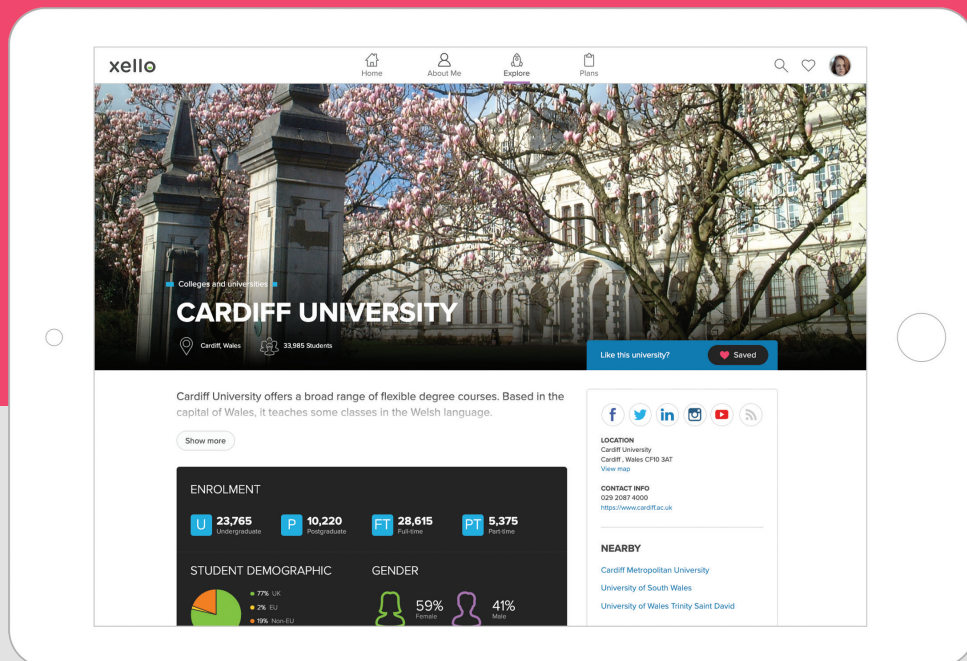 xello
Home
About Me
Explore
Plans
Colleges and universities
CARDIFF UNIVERSITY
Cardiff, Wales
33,985 Students
Like this university?
Saved
Cardiff University offers a broad range of flexible degree courses. Based in the
capital of Wales, it teaches some classes in the Welsh language.
Show more
ENROLMENT
U 23,765
Undergraduate
P 10,220
Postgraduate
FT 28,615
Full-time
PT 5,375
Part-time
STUDENT DEMOGRAPHIC
77% UK
2% EU
19% Non-EU
GENDER
59%
Female
41%
Male
f in
LOCATION
Cardiff University
Cardiff , Wales CF10 3AT
View map
CONTACT INFO
029 2087 4000
https://www.cardiff.ac.uk
NEARBY
Cardiff Metropolitan University
University of South Wales
University of Wales Trinity Saint David